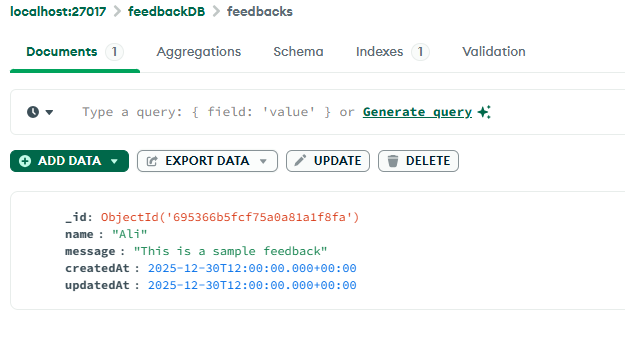 localhost:27017 > feedbackDB > feedbacks
Documents 1 Aggregations Schema Indexes 1 Validation
Type a query: { field: 'value' } or Generate query
ADD DATA EXPORT DATA UPDATE DELETE
_id: ObjectId('695366b5fcf75a0a81a1f8fa')
name : "Ali"
message : "This is a sample feedback"
createdAt : 2025-12-30T12:00:00.000+00:00
updatedAt : 2025-12-30T12:00:00.000+00:00